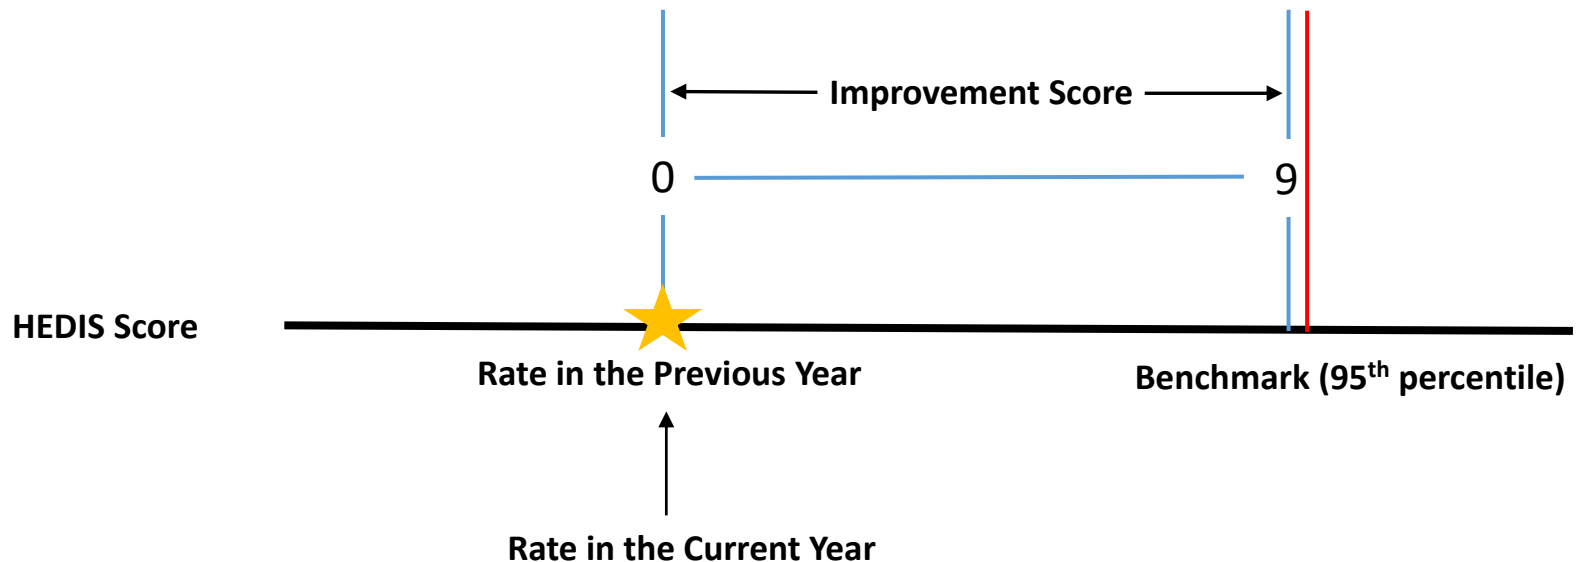 Improvement Score
0 9
HEDIS Score
Rate in the Previous Year
Benchmark (95th percentile)
Rate in the Current Year